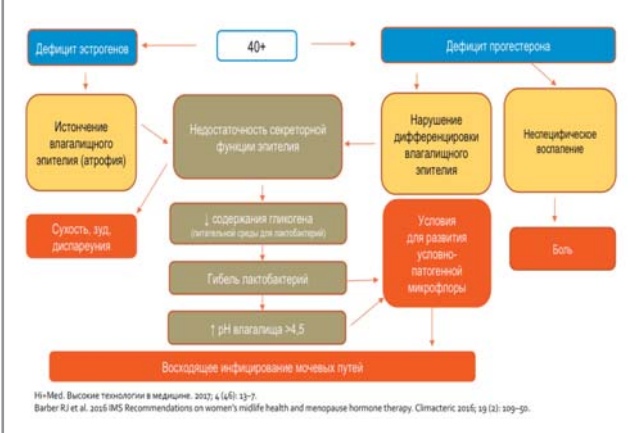 Дефицит эстрогенов
40+
Дефицит прогестерона
Истончение
влагалищного
эпителия (атрофия)
Недостаточность секреторной
функции эпителия
Нарушение
дифференцировки
влагалищного
эпителия
Неспецифическое
воспаление
Сухость, зуд,
диспареуния
↓ содержания гликогена
(питательной среды для лактобактерий)
Условия
для развития
условно-
патогенной
микрофлоры
Боль
Гибель лактобактерий
↑ pH влагалища >4,5
Восходящее инфицирование мочевых путей
Hi+Med. Высокие технологии в медицине. 2017; 4 (46): 13–7.
Barber RJ et al. 2016 IMS Recommendations on women's midlife health and menopause hormone therapy. Climacteric 2016; 19 (2): 109–50.